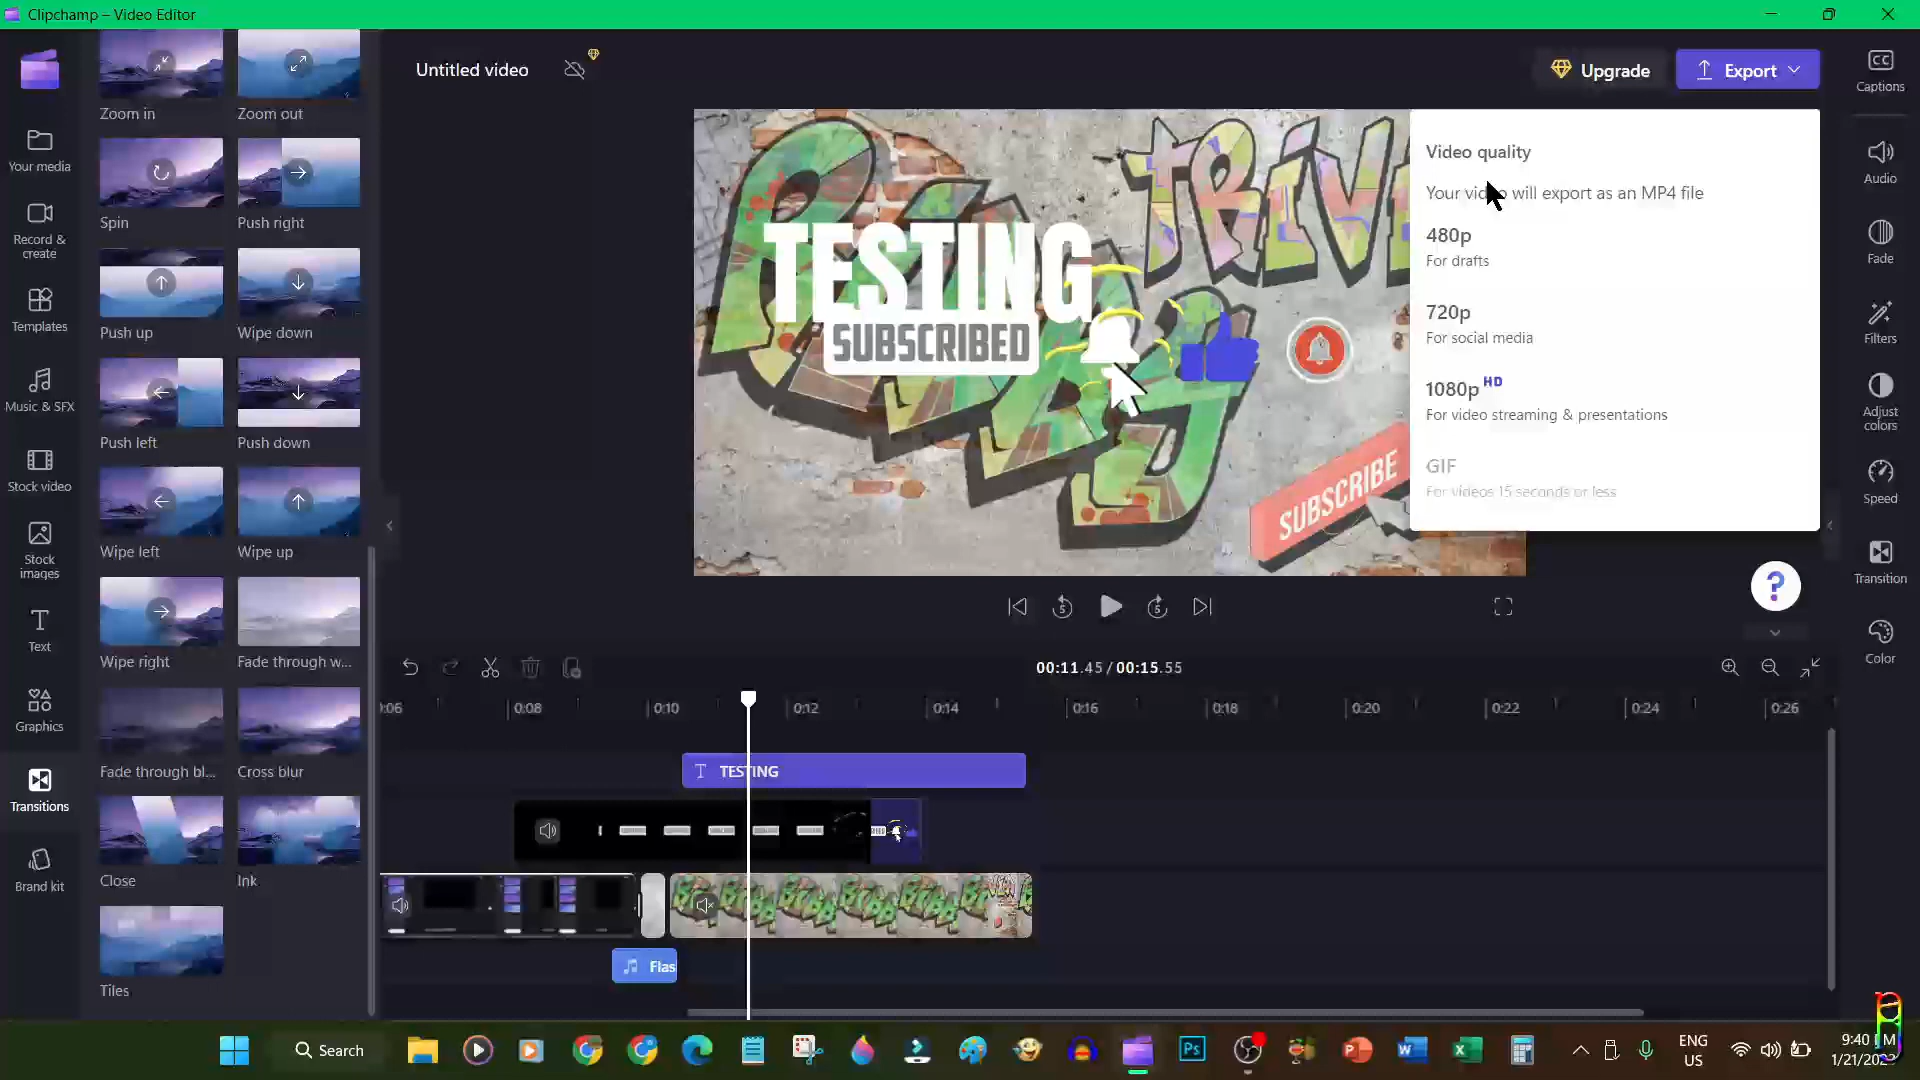 Clipchamp – Video Editor
Untitled video
Upgrade
Export
CC
Captions
Zoom in
Zoom out
Your media
Video quality
Your video will export as an MP4 file
480p
For drafts
720p
For social media
1080p HD
For video streaming & presentations
GIF
For videos 15 seconds or less
Audio
Spin
Push right
Record & create
Fade
Push up
Wipe down
Templates
Filters
TESTING
SUBSCRIBED
SUBSCRIBE
Push left
Push down
Music & SFX
Adjust colors
Stock video
Speed
Wipe left
Wipe up
Stock images
Transition
?
5
5
Text
Wipe right
Fade through w...
Color
00:11.45 / 00:15.55
Graphics
:06
0:08
0:10
0:12
0:14
0:16
0:18
0:20
0:22
0:24
0:26
Fade through bl...
Cross blur
T TESTING
Transitions
Close
Ink
Brand kit
Flas
Tiles
Search
Ps
ENG
US
9:40
1/21/202